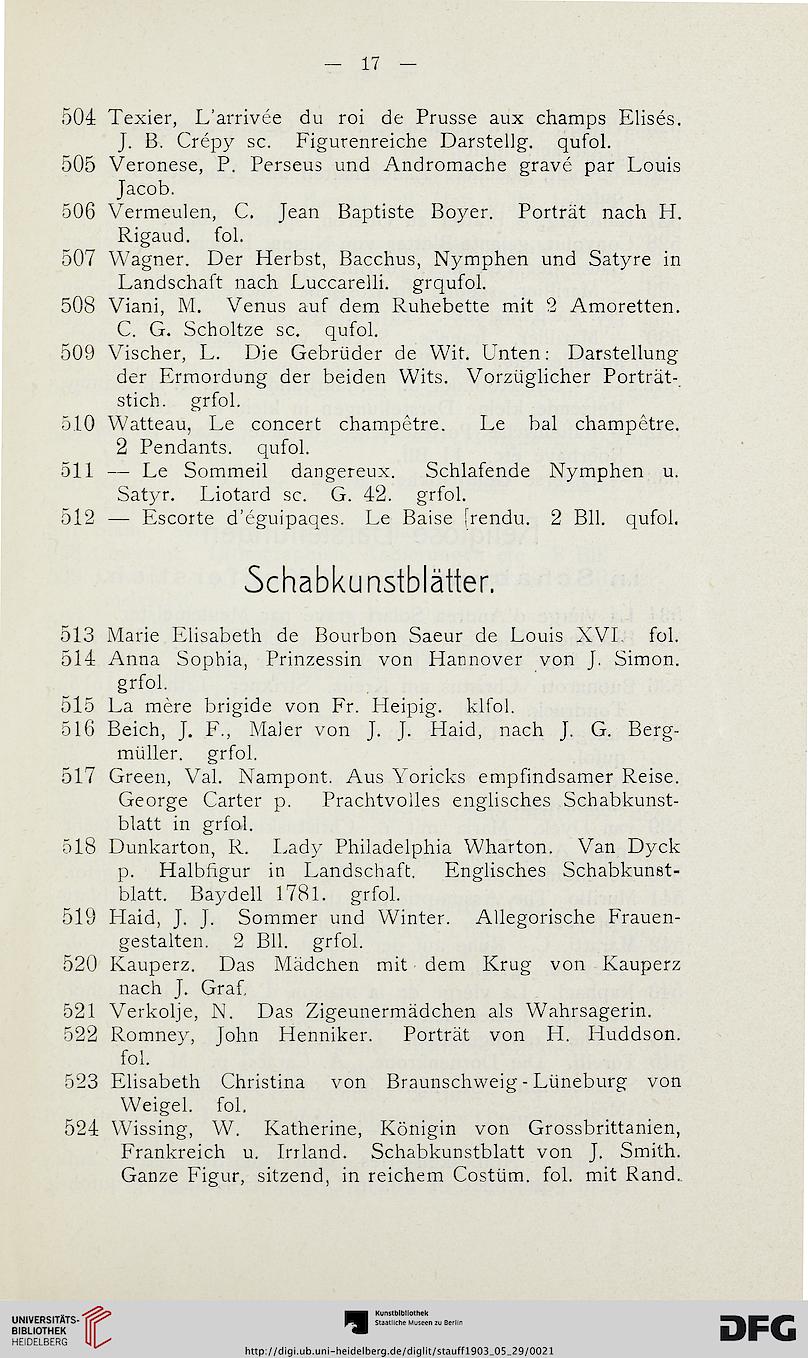 — 17 —
504 Texier, L'arrivée du roi de Prusse aux champs Elisés.
J. B. Crépy sc. Figurenreiche Darstellg. qufol.
505 Veronese, P. Perseus und Andromache gravé par Louis
Jacob.
506 Vermeulen, C. Jean Baptiste Boyer. Porträt nach H.
Rigaud. fol.
507 Wagner. Der Herbst, Bacchus, Nymphen und Satyre in
Landschaft nach Luccarelli. grqufol.
508 Viani, M. Venus auf dem Ruhebette mit 2 Amoretten.
C. G. Scholtze sc. qufol.
509 Vischer, L. Die Gebrüder de Wit. Unten: Darstellung
der Ermordung der beiden Wits. Vorzüglicher Porträt-
stich. grfol.
510 Watteau, Le concert champêtre. Le bal champêtre.
2 Pendants. qufol.
511 — Le Sommeil dangereux. Schlafende Nymphen u.
Satyr. Liotard sc. G. 42. grfol.
512 — Escorte d'éguipaqes. Le Baise [rendu. 2 Bll. qufol.
Schabkunstblätter.
513 Marie Elisabeth de Bourbon Saeur de Louis XVI. fol.
514 Anna Sophia, Prinzessin von Hannover von J. Simon.
grfol.
515 La mère brigide von Fr. Heipig. klfol.
516 Beich, J. F., Maler von J. J. Haid, nach J. G. Berg-
müller. grfol.
517 Green, Val. Nampont. Aus Yoricks empfindsamer Reise.
George Carter p. Prachtvolles englisches Schabkunst-
blatt in grfol.
518 Dunkarton, R. Lady Philadelphia Wharton. Van Dyck
p. Halbfigur in Landschaft. Englisches Schabkunst-
blatt. Baydell 1781. grfol.
519 Haid, J. J. Sommer und Winter. Allegorische Frauen-
gestalten. 2 Bll. grfol.
520 Kauperz. Das Mädchen mit dem Krug von Kauperz
nach J. Graf.
521 Verkolje, N. Das Zigeunermädchen als Wahrsagerin.
522 Romney, John Henniker. Porträt von H. Huddson.
fol.
523 Elisabeth Christina von Braunschweig-Lüneburg von
Weigel. fol.
524 Wissing, W. Katherine, Königin von Grossbrittanien,
Frankreich u. Irrland. Schabkunstblatt von J. Smith.
Ganze Figur, sitzend, in reichem Costüm. fol. mit Rand.
UNIVERSITÄTS-
BIBLIOTHEK
HEIDELBERG
Kunstbibliothek
Staatliche Museen zu Berlin
DFG
http://digi.ub.uni-heidelberg.de/diglit/stauff1903_05_29/0021